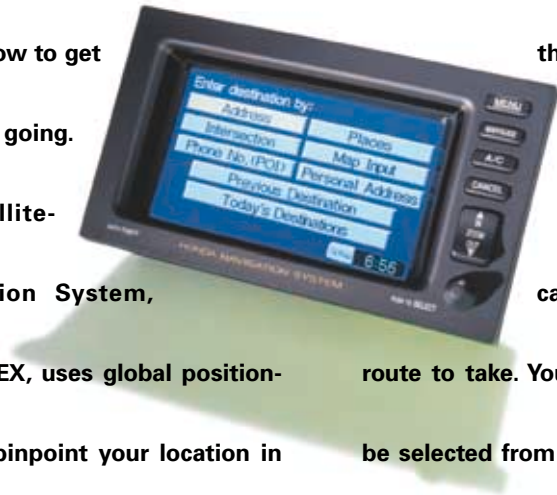 ow to get
going.
llite-
ion System,
EX, uses global position-
pinpoint your location in
Enter destination by:
Address
Places
Intersection
Map Input
Phone No. (POI)
Personal Address
Previous Destination
Today's Destinations
6:56
HONDA NAVIGATION SYSTEM
MENU
A/C
CANCEL
ZOOM
th
ca
route to take. You
be selected from